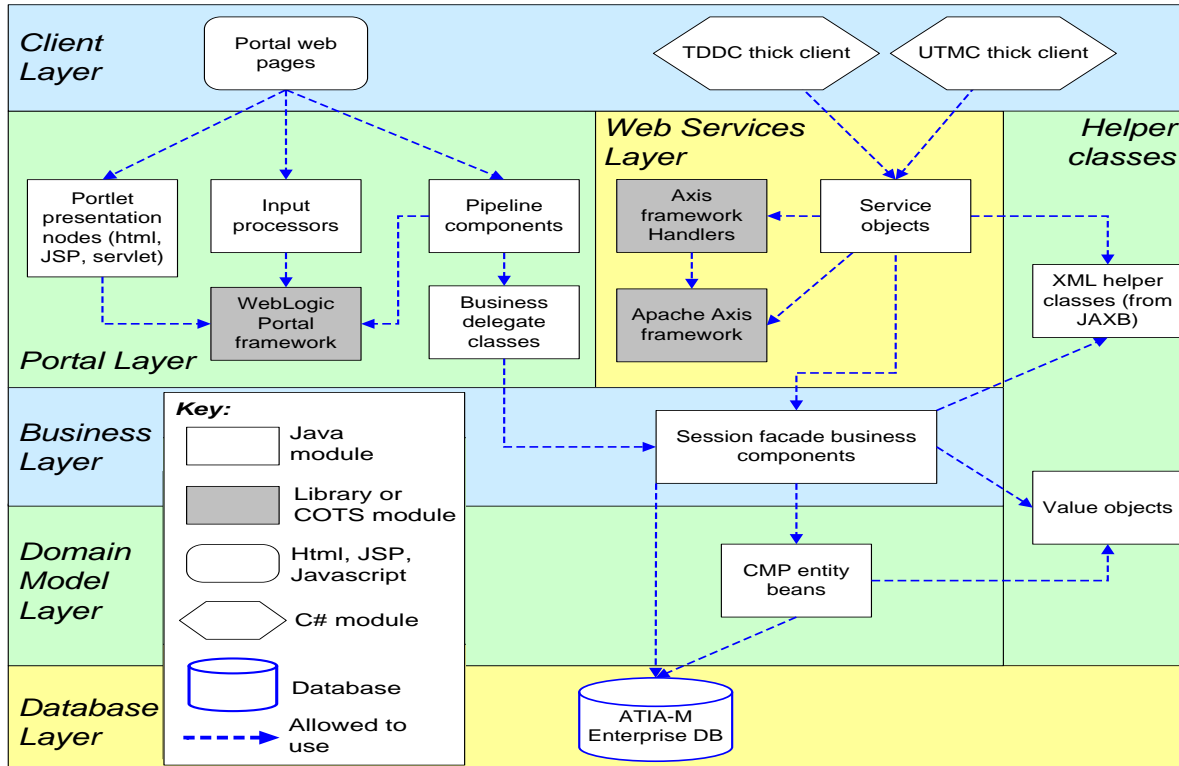 Client
Layer
Portal web
pages
TDDC thick client
UTMC thick client
Web Services
Layer
Helper
classes
Portlet
presentation
nodes (html,
JSP, servlet)
Input
processors
Pipeline
components
Axis
framework
Handlers
Service
objects
XML helper
classes (from
JAXB)
WebLogic
Portal
framework
Business
delegate
classes
Apache Axis
framework
Portal Layer
Business
Layer
Session facade business
components
Value objects
Domain
Model
Layer
CMP entity
beans
Database
Layer
ATIA-M
Enterprise DB
Key:
Java
module
Library or
COTS module
Html, JSP,
Javascript
C# module
Database
Allowed to
use